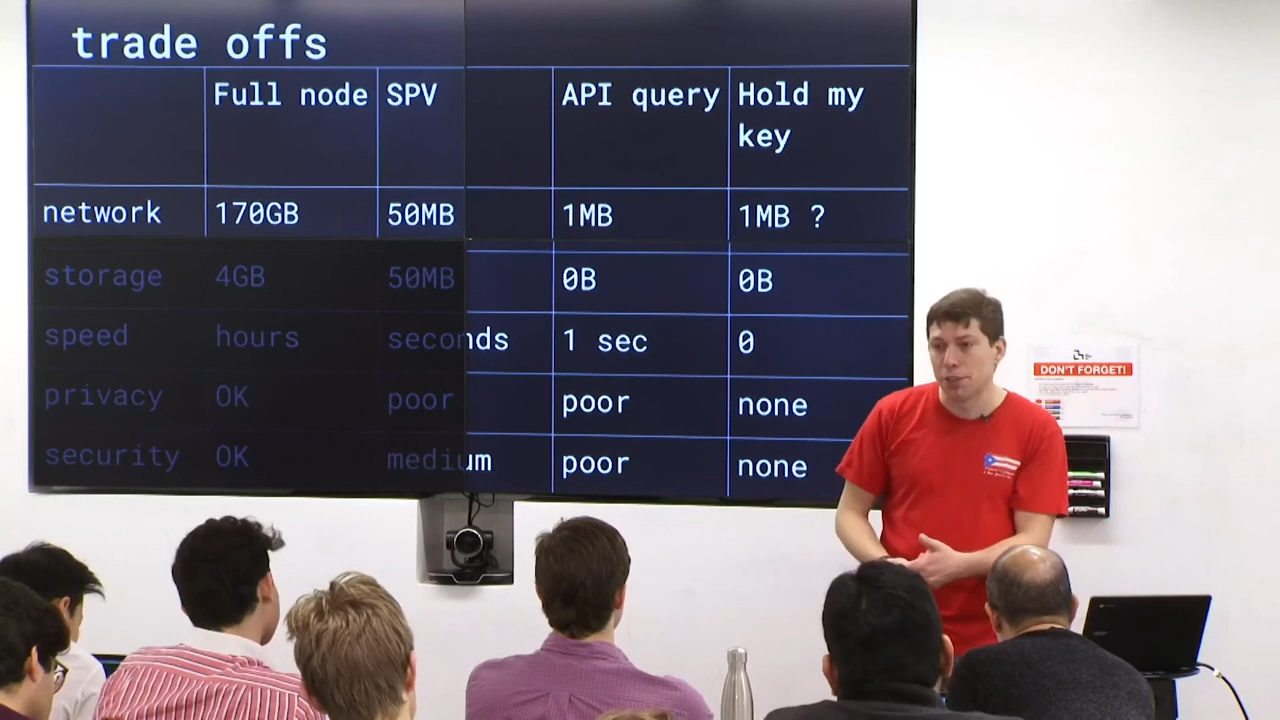 trade offs
Full node SPV API query Hold my
key
network 170GB 50MB 1MB 1MB ?
storage 4GB 50MB 0B 0B
speed hours seconds 1 sec 0
privacy OK poor poor none
security OK medium poor none
DON'T FORGET!